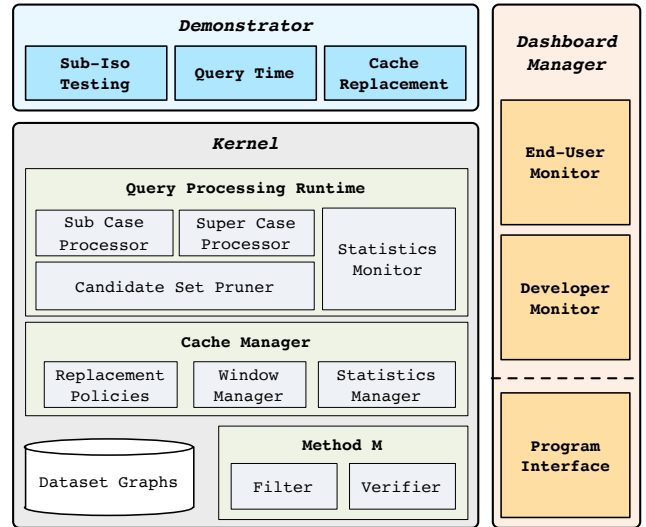 Demonstrator
Sub-Iso
Testing
Query Time
Cache
Replacement
Kernel
Query Processing Runtime
Sub Case
Processor
Super Case
Processor
Statistics
Monitor
Candidate Set Pruner
Cache Manager
Replacement
Policies
Window
Manager
Statistics
Manager
Dataset Graphs
Method M
Filter
Verifier
Dashboard
Manager
End-User
Monitor
Developer
Monitor
Program
Interface